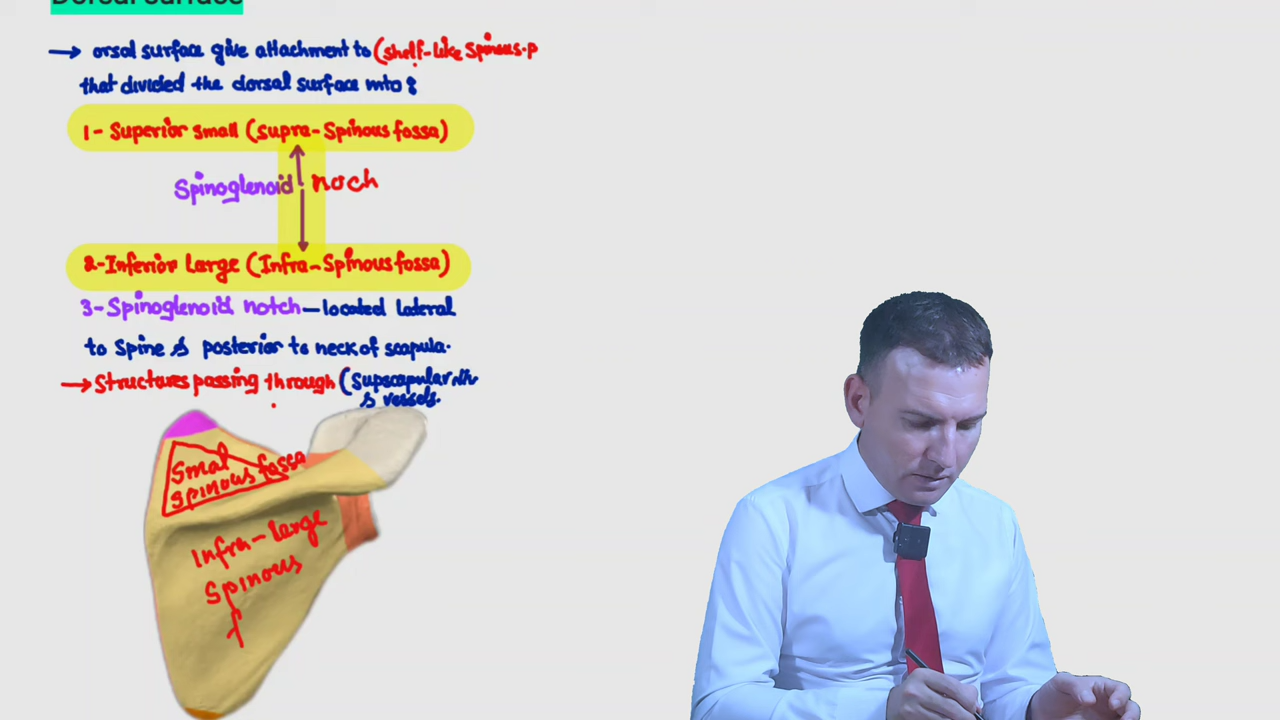 Dorsal surface
→ orsal surface give attachment to (shelf-like spinous.p
that divided the dorsal surface into:
1- Superior small (supra-Spinous fossa)
Spinoglenoid noch
2-Inferior Large (Infra-Spinous fossa)
3-Spinoglenoid notch—located lateral
to Spine & posterior to neck of scapula.
→ Structures passing through (Supscapular
& vessels.
Smal
spinous fossa
Infra-large
Spinous
f